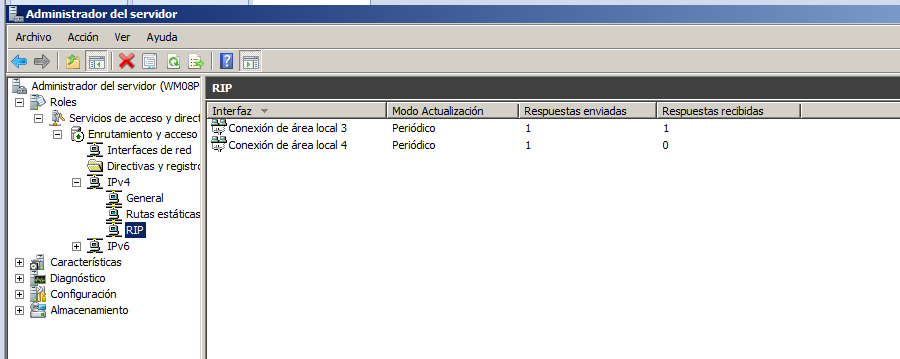 Administrador del servidor
Archivo Acción Ver Ayuda
Administrador del servidor (WM08P
Roles
Servicios de acceso y direct
Enrutamiento y acceso
Interfaces de red
Directivas y registro
IPv4
General
Rutas estáticas
RIP
IPv6
Características
Diagnóstico
Configuración
Almacenamiento
RIP
Interfaz Modo Actualización Respuestas enviadas Respuestas recibidas
Conexión de área local 3 Periódico 1 1
Conexión de área local 4 Periódico 1 0